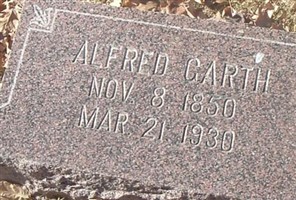 ALFRED GARTH
NOV. 8. 1850
MAR. 21. 1930